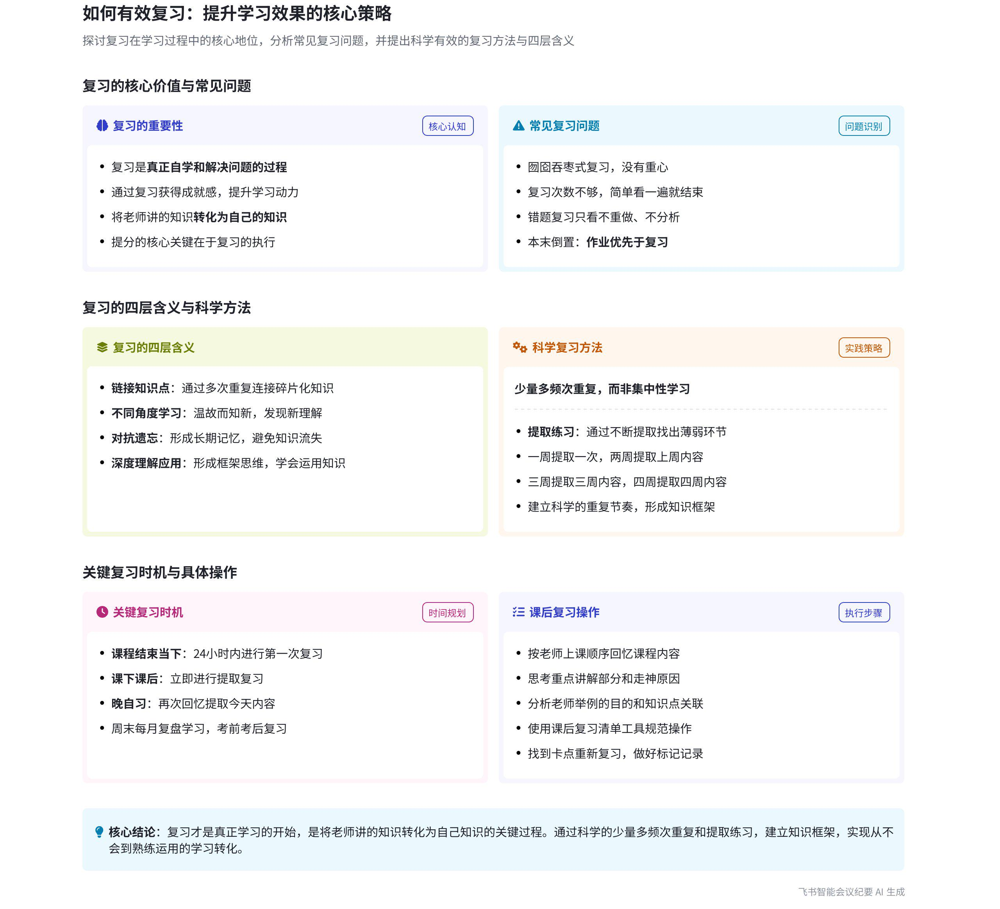 如何有效复习：提升学习效果的核心策略
探讨复习在学习过程中的核心地位，分析常见复习问题，并提出科学有效的复习方法与四层含义
复习的核心价值与常见问题
复习的重要性
核心认知
复习是真正自学和解决问题的过程
通过复习获得成就感，提升学习动力
将老师讲的知识转化为自己的知识
提分的核心关键在于复习的执行
常见复习问题
问题识别
囫囵吞枣式复习，没有重心
复习次数不够，简单看一遍就结束
错题复习只看不重做、不分析
本末倒置：作业优先于复习
复习的四层含义与科学方法
复习的四层含义
链接知识点：通过多次重复连接碎片化知识
不同角度学习：温故而知新，发现新理解
对抗遗忘：形成长期记忆，避免知识流失
深度理解应用：形成框架思维，学会运用知识
科学复习方法
实践策略
少量多频次重复，而非集中性学习
提取练习：通过不断提取找出薄弱环节
一周提取一次，两周提取上周内容
三周提取三周内容，四周提取四周内容
建立科学的重复节奏，形成知识框架
关键复习时机与具体操作
关键复习时机
时间规划
课程结束当下：24小时内进行第一次复习
课下课后：立即进行提取复习
晚自习：再次回忆提取今天内容
周末每月复盘学习，考前考后复习
课后复习操作
执行步骤
按老师上课顺序回忆课程内容
思考重点讲解部分和走神原因
分析老师举例的目的和知识点关联
使用课后复习清单工具规范操作
找到卡点重新复习，做好标记记录
核心结论：复习才是真正学习的开始，是将老师讲的知识转化为自己知识的关键过程。通过科学的少量多频次重复和提取练习，建立知识框架，实现从不
会到熟练运用的学习转化。
飞书智能会议纪要 AI 生成